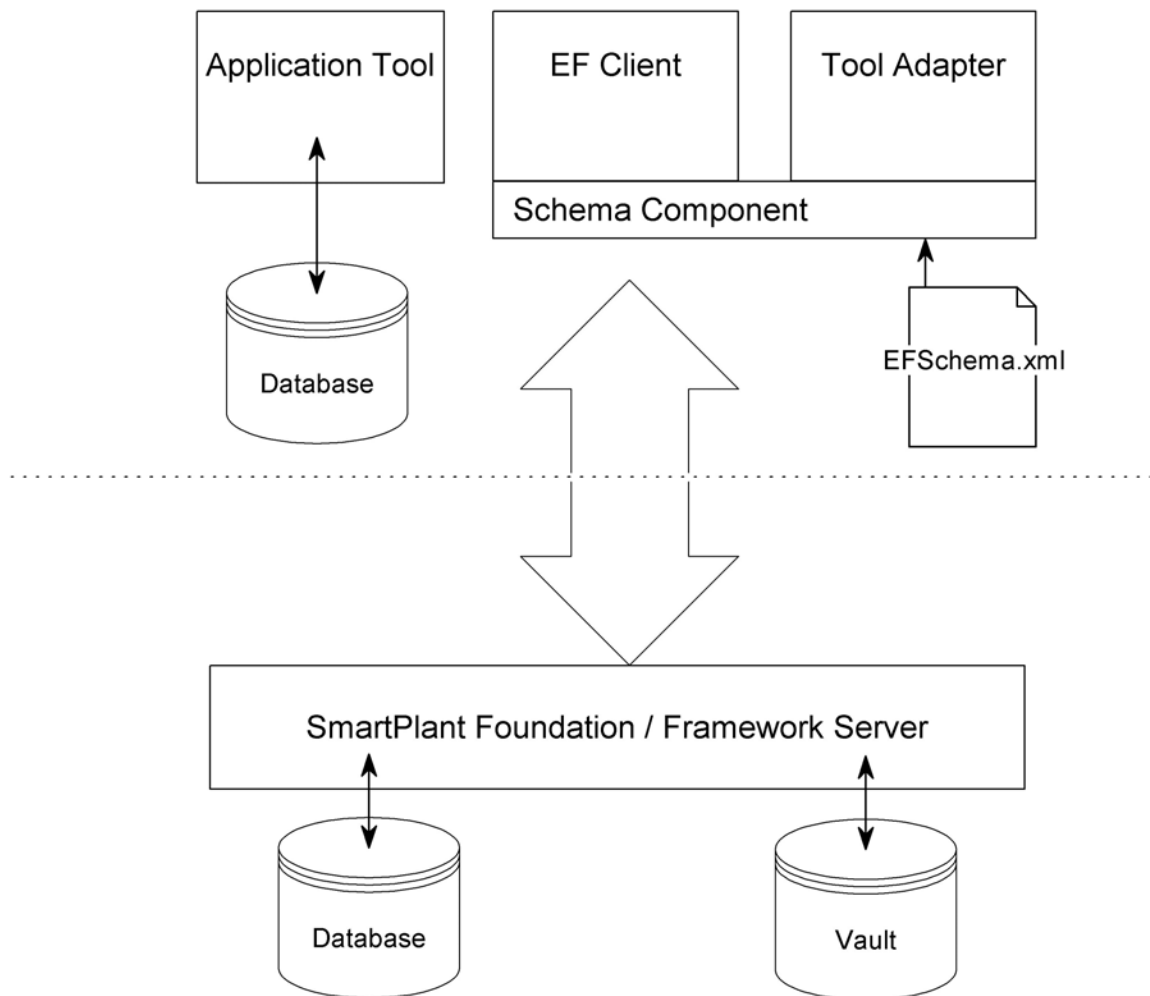 Application Tool
EF Client
Tool Adapter
Schema Component
EFSchema.xml
Database
SmartPlant Foundation / Framework Server
Database
Vault